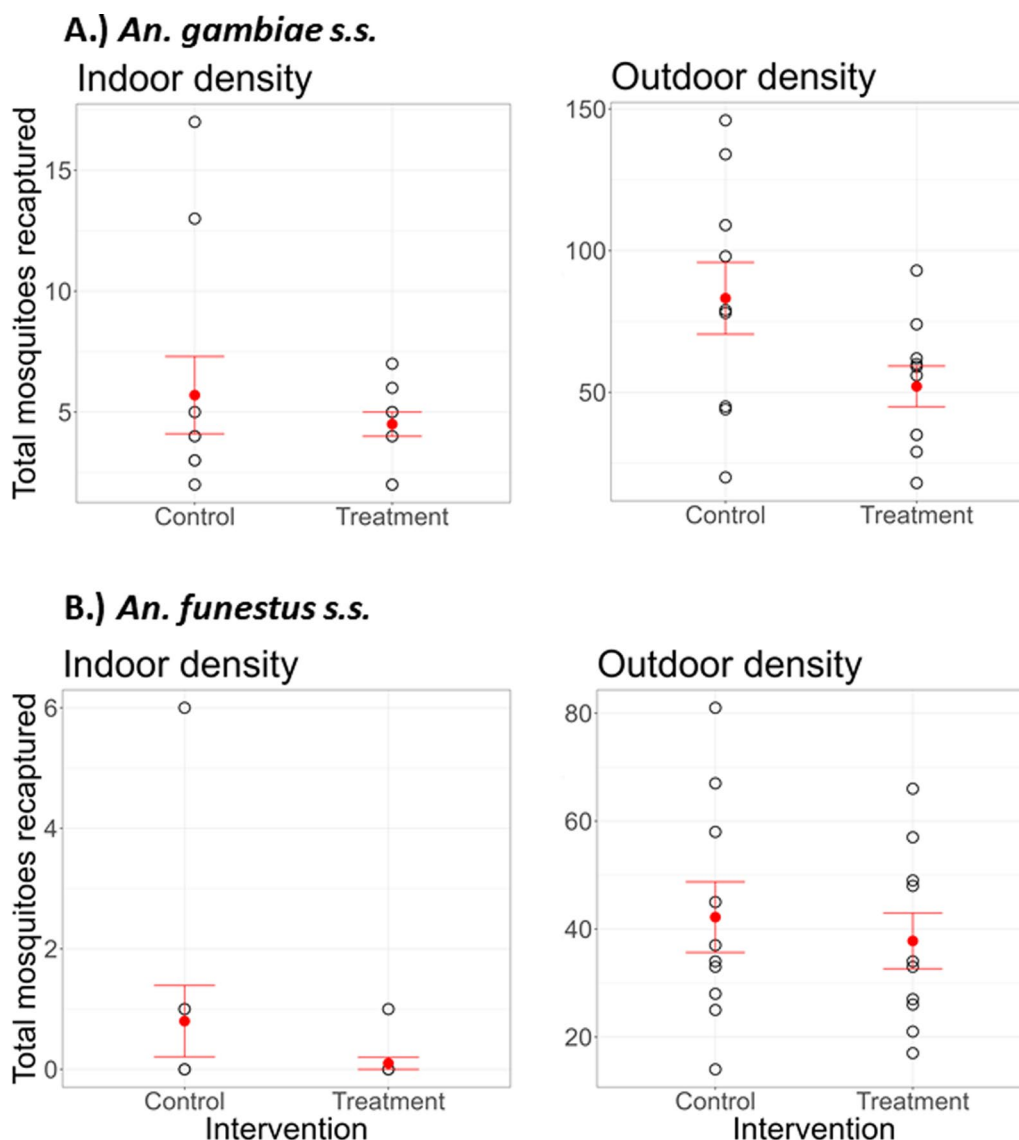 A.) An. gambiae s.s.
Indoor density
Outdoor density
Total mosquitoes recaptured
15
10
5
Control
Treatment
150
100
50
Control
Treatment
B.) An. funestus s.s.
Indoor density
Outdoor density
Total mosquitoes recaptured
6
4
2
0
Control
Treatment
Intervention
80
60
40
20
Control
Treatment
Intervention